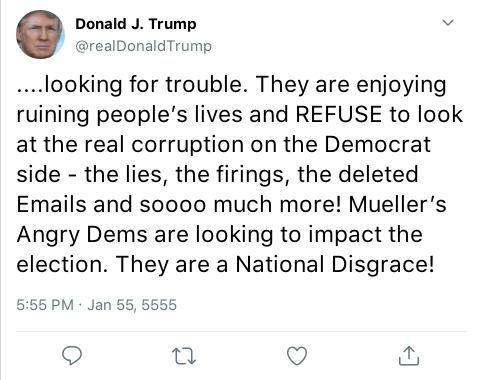 Donald J. Trump
@realDonaldTrump
....looking for trouble. They are enjoying
ruining people's lives and REFUSE to look
at the real corruption on the Democrat
side - the lies, the firings, the deleted
Emails and soooo much more! Mueller's
Angry Dems are looking to impact the
election. They are a National Disgrace!
5:55 PM · Jan 55, 5555